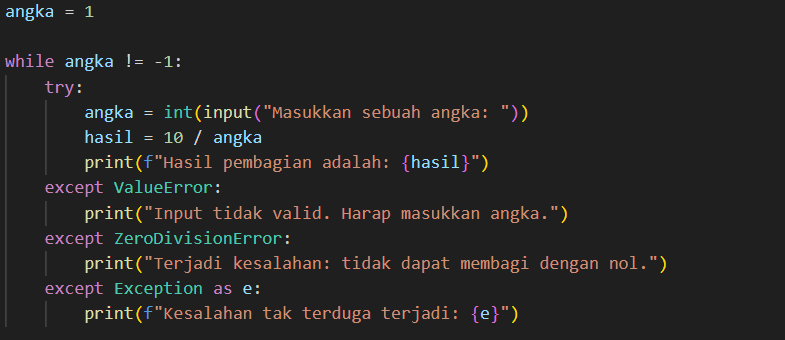 angka = 1
while angka != -1:
    try:
        angka = int(input("Masukkan sebuah angka: "))
        hasil = 10 / angka
        print(f"Hasil pembagian adalah: {hasil}")
    except ValueError:
        print("Input tidak valid. Harap masukkan angka.")
    except ZeroDivisionError:
        print("Terjadi kesalahan: tidak dapat membagi dengan nol.")
    except Exception as e:
        print(f"Kesalahan tak terduga terjadi: {e}")